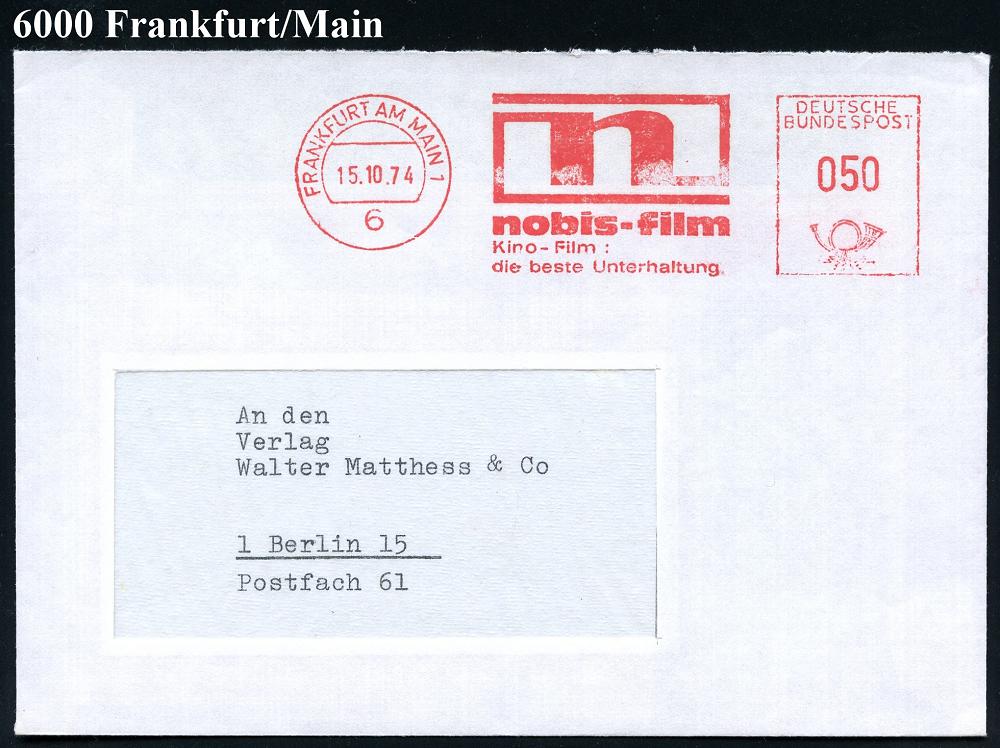 6000 Frankfurt/Main
FRANKFURT AM MAIN 1
15.10.74
6
n
nobis-film
Kino-Film :
die beste Unterhaltung.
DEUTSCHE
BUNDESPOST
050
An den
Verlag
Walter Matthess & Co
1 Berlin 15
Postfach 61